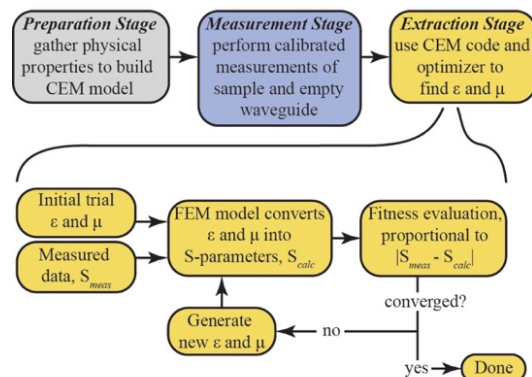 Preparation Stage
gather physical
properties to build
CEM model
Measurement Stage
perform calibrated
measurements of
sample and empty
waveguide
Extraction Stage
use CEM code and
optimizer to
find ε and μ
Initial trial
ε and μ
Measured
data, Smeas
FEM model converts
ε and μ into
S-parameters, Scalc
Fitness evaluation,
proportional to
|Smeas - Scalc|
converged?
Generate
new ε and μ
no
yes
Done